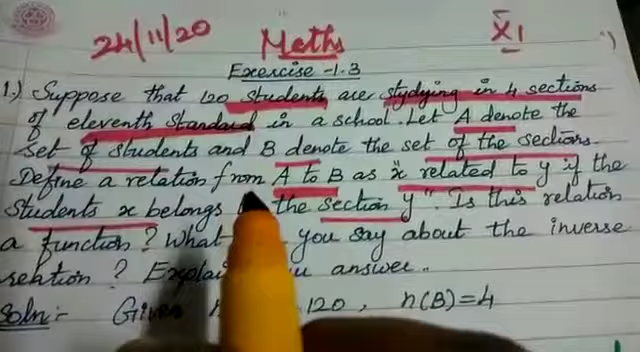 24/11/20 Maths XI
Exercise -1.3
1.) Suppose that 120 students are stydying in 4 sections
of eleventh standard in a school. Let A denote the
set of students and B denote the set of the sections.
Define a relation from A to B as "x related to y if the
students x belongs the section y". Is this relation
a function? What you say about the inverse
relation? answer.
Soln:- Given 120, n(B)=4